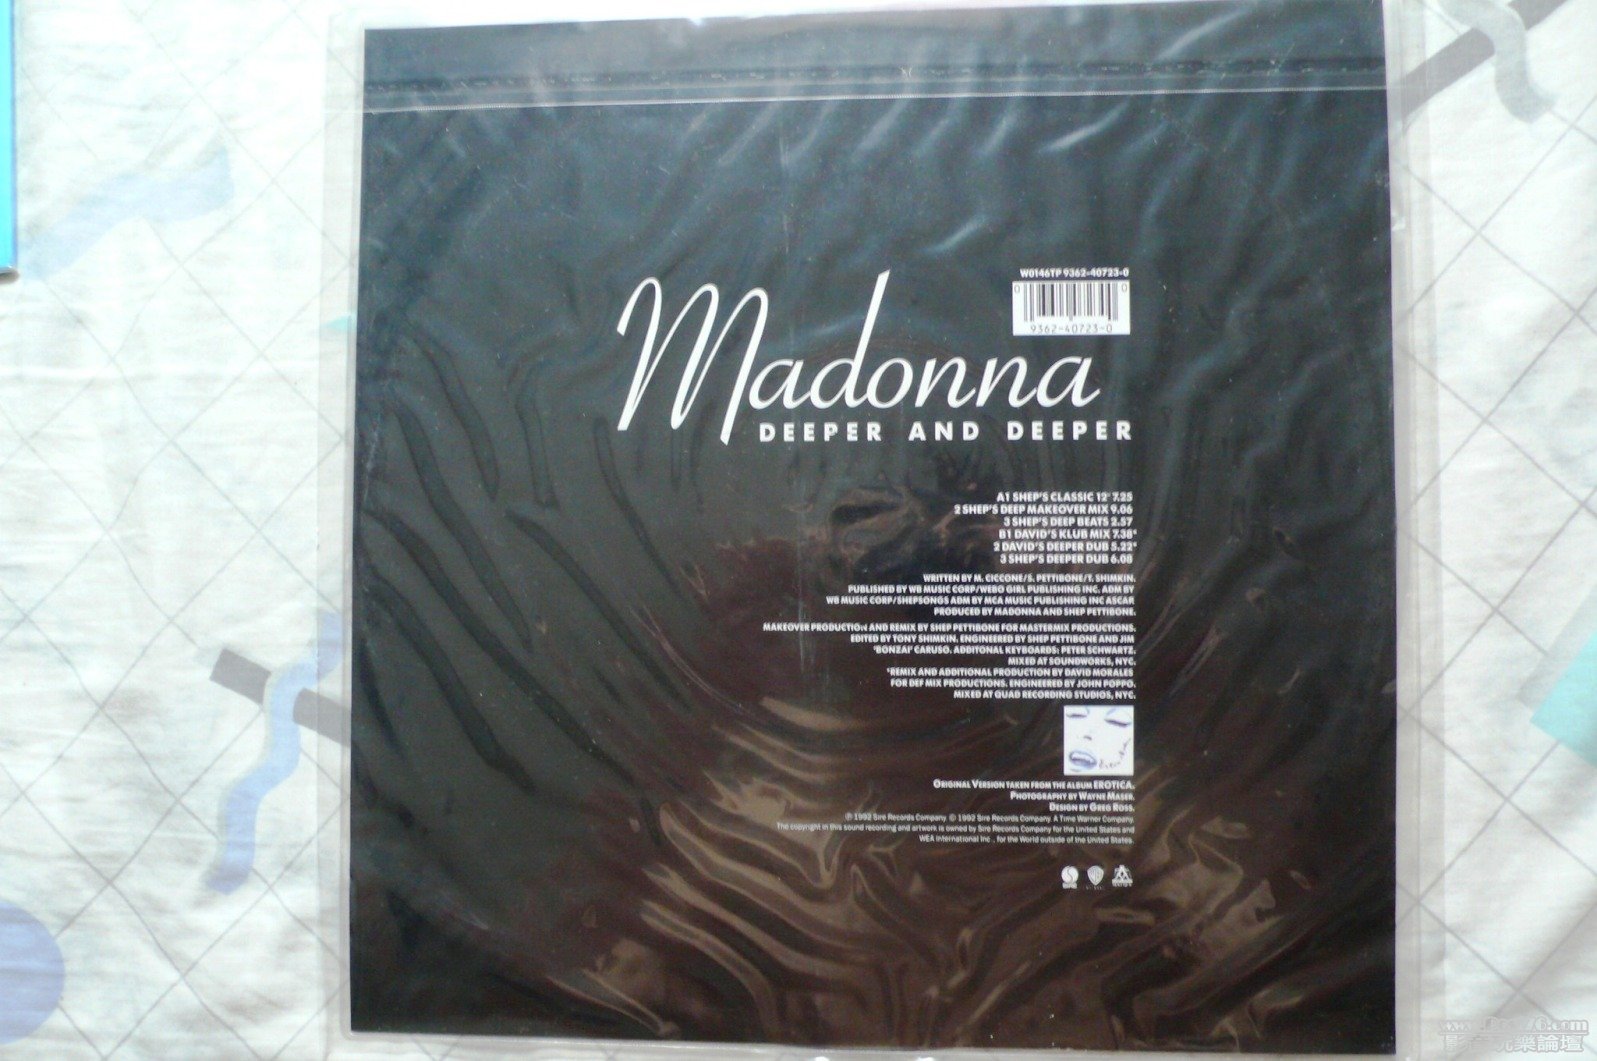 W0146TP 9362-40723-0
0 0
9362-40723-0
Madonna
DEEPER AND DEEPER
A1 SHEP'S CLASSIC 12" 7.25
2 SHEP'S DEEP MAKEOVER MIX 9.06
3 SHEP'S DEEP BEATS 2.57
B1 DAVID'S KLUB MIX 7.38*
2 DAVID'S DEEPER DUB 5.22*
3 SHEP'S DEEPER DUB 6.08
WRITTEN BY M. CICCONE/S. PETTIBONE/T. SHIMKIN.
PUBLISHED BY WB MUSIC CORP/WEBO GIRL PUBLISHING INC. ADM BY
WB MUSIC CORP/SHEPSONGS ADM BY MCA MUSIC PUBLISHING INC ASCAR
PRODUCED BY MADONNA AND SHEP PETTIBONE.
MAKEOVER PRODUCTION AND REMIX BY SHEP PETTIBONE FOR MASTERMIX PRODUCTIONS.
EDITED BY TONY SHIMKIN. ENGINEERED BY SHEP PETTIBONE AND JIM
'BONZAI' CARUSO. ADDITONAL KEYBOARDS: PETER SCHWARTZ.
MIXED AT SOUNDWORKS, NYC.
*REMIX AND ADDITIONAL PRODUCTION BY DAVID MORALES
FOR DEF MIX PRODUCTIONS. ENGINEERED BY JOHN POPPO.
MIXED AT QUAD RECORDING STUDIOS, NYC.
ORIGINAL VERSION TAKEN FROM THE ALBUM EROTICA.
PHOTOGRAPHY BY WAYNE MASER.
DESIGN BY GREG ROSS.
℗ 1992 Sire Records Company. © 1992 Sire Records Company. A Time Warner Company
The copyright in this sound recording and artwork is owned by Sire Records Company for the United States and
WEA International Inc., for the World outside of the United States.
影音玩樂論壇